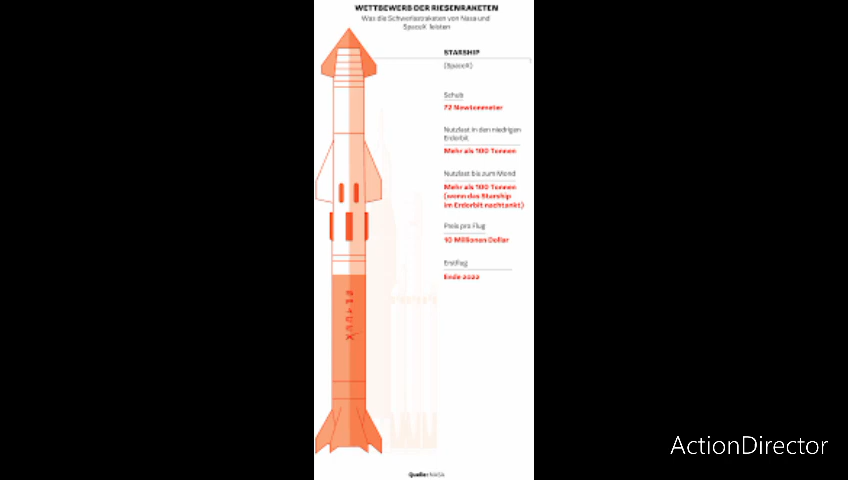 WETTBEWERB DER RIESENRAKETEN
Was die Schwerlastraketen von Nasa und
SpaceX leisten
STARSHIP
(SpaceX)
Schub
72 Newtonmeter
Nutzlast in den niedrigen
Erdorbit
Mehr als 100 Tonnen
Nutzlast bis zum Mond
Mehr als 100 Tonnen
(wenn das Starship
im Erdorbit nachtankt)
Preis pro Flug
10 Millionen Dollar
Erstflug
Ende 2022
Quelle: NASA
ActionDirector